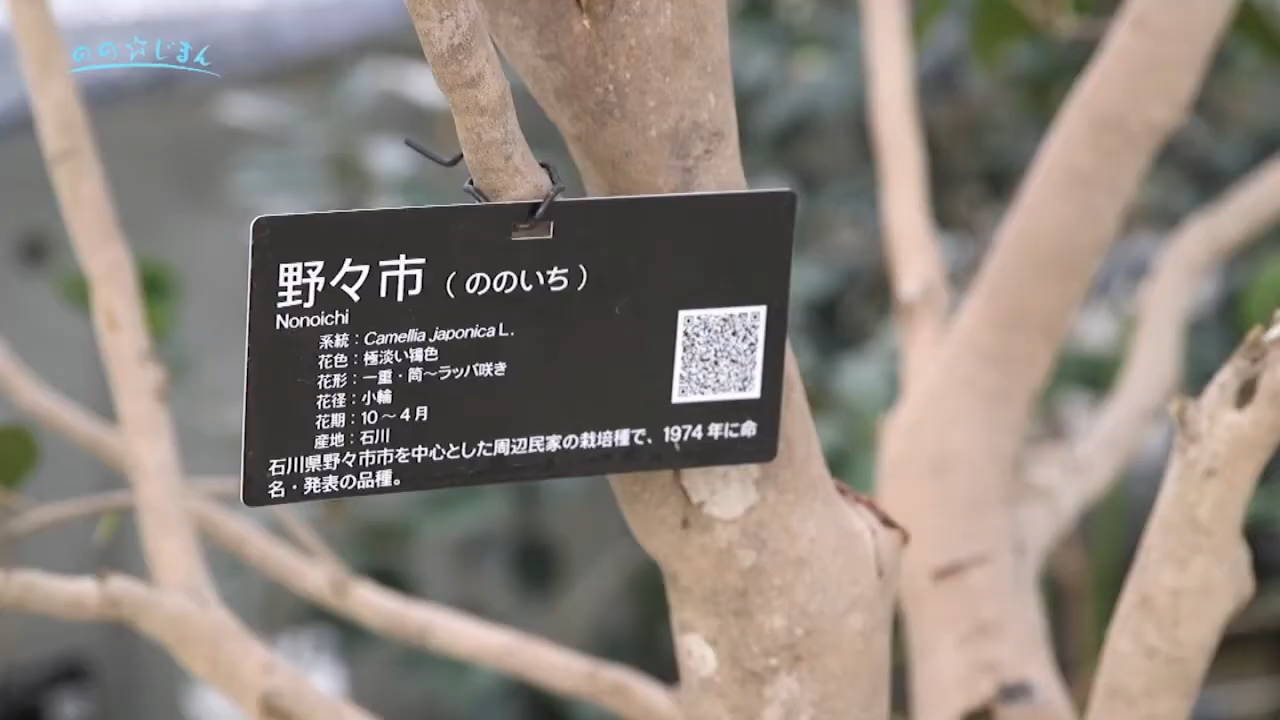 のの☆じまん
野々市（ののいち）
Nonoichi
系統：Camellia japonica L.
花色：極淡い鴇色
花形：一重・筒～ラッパ咲き
花径：小輪
花期：10～4月
産地：石川
石川県野々市市を中心とした周辺民家の栽培種で、1974年に命
名・発表の品種。